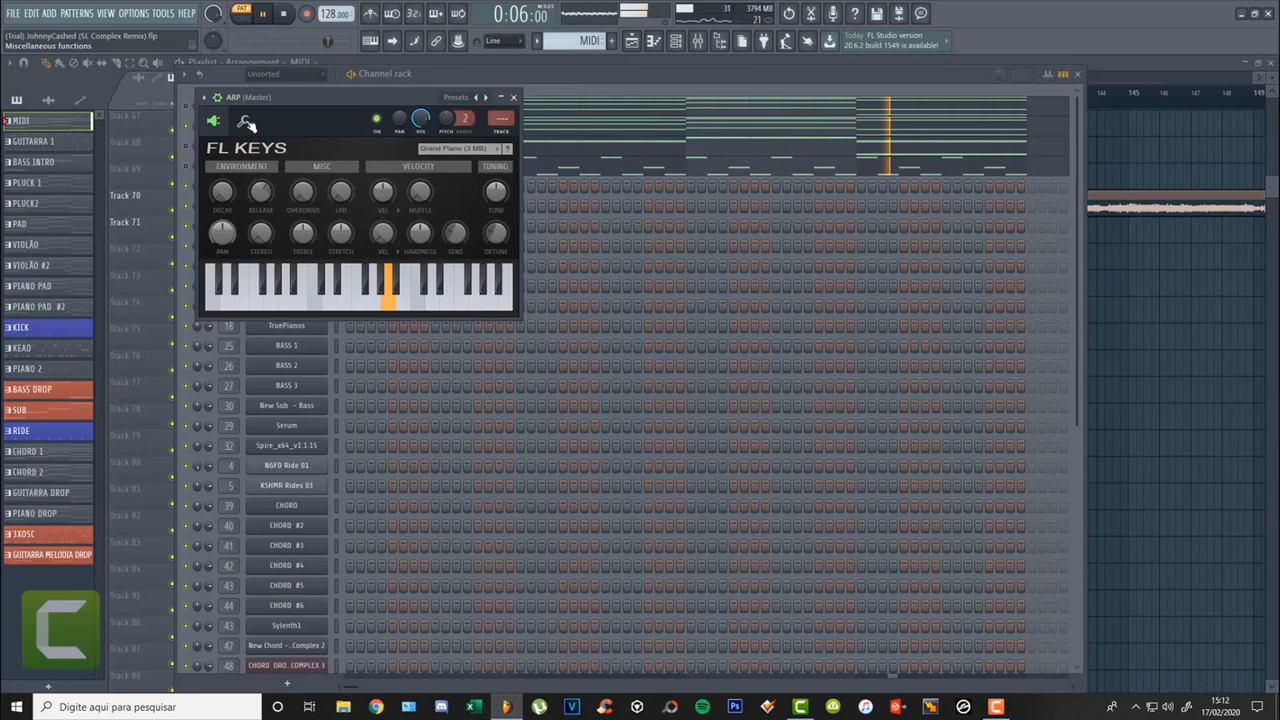 FILE EDIT ADD PATTERNS VIEW OPTIONS TOOLS HELP
PAT
SONG
128.000
3 2 1
0:06:00
M:S:CS
31
3794 MB
21
(Trial) JohnnyCashed (SL Complex Remix) flp
Miscellaneous functions
Line
MIDI
FL Studio version
20.6.2 build 1549 is available
Playlist - Arrangement
MIDI
Unsorted
Channel rack
144
145
146
147
148
149
MIDI
GUITARRA 1
BASS INTRO
PLUCK 1
PLUCK2
PAD
VIOLÃO
VIOLÃO #2
PIANO PAD
PIANO PAD #2
KICK
KEAD
PIANO 2
BASS DROP
SUB
RIDE
CHORD 1
CHORD 2
GUITARRA DROP
PIANO DROP
3XOSC
GUITARRA MELODIA DROP
Track 67
Track 68
Track 70
Track 71
Track 72
Track 73
Track 74
Track 75
Track 76
Track 77
Track 78
Track 79
Track 80
Track 81
Track 82
Track 83
Track 84
Track 85
Track 86
Track 87
Track 88
ARP (Master)
Presets
ON
PAN
VOL
PITCH
2
RANGE
---
TRACK
FL KEYS
Grand Piano (3 MB)
?
ENVIRONMENT
MISC
VELOCITY
TUNING
DECAY
RELEASE
OVERDRIVE
LPD
VEL
MUFFLE
TUNE
PAN
STEREO
TREBLE
STRETCH
VEL
HARDNESS
SENS
DETUNE
18 TruePianos
25 BASS 1
26 BASS 2
27 BASS 3
30 New Sub - Bass
29 Serum
32 Spire_x64_v1.1.15
4 NGFD Ride 01
5 KSHMR Rides 03
39 CHORD
40 CHORD #2
41 CHORD #3
42 CHORD #4
43 CHORD #5
44 CHORD #6
43 Sylenth1
47 New Chord -..Complex 2
48 CHORD DRO..COMPLEX 3
Digite aqui para pesquisar
15:12
17/02/2020